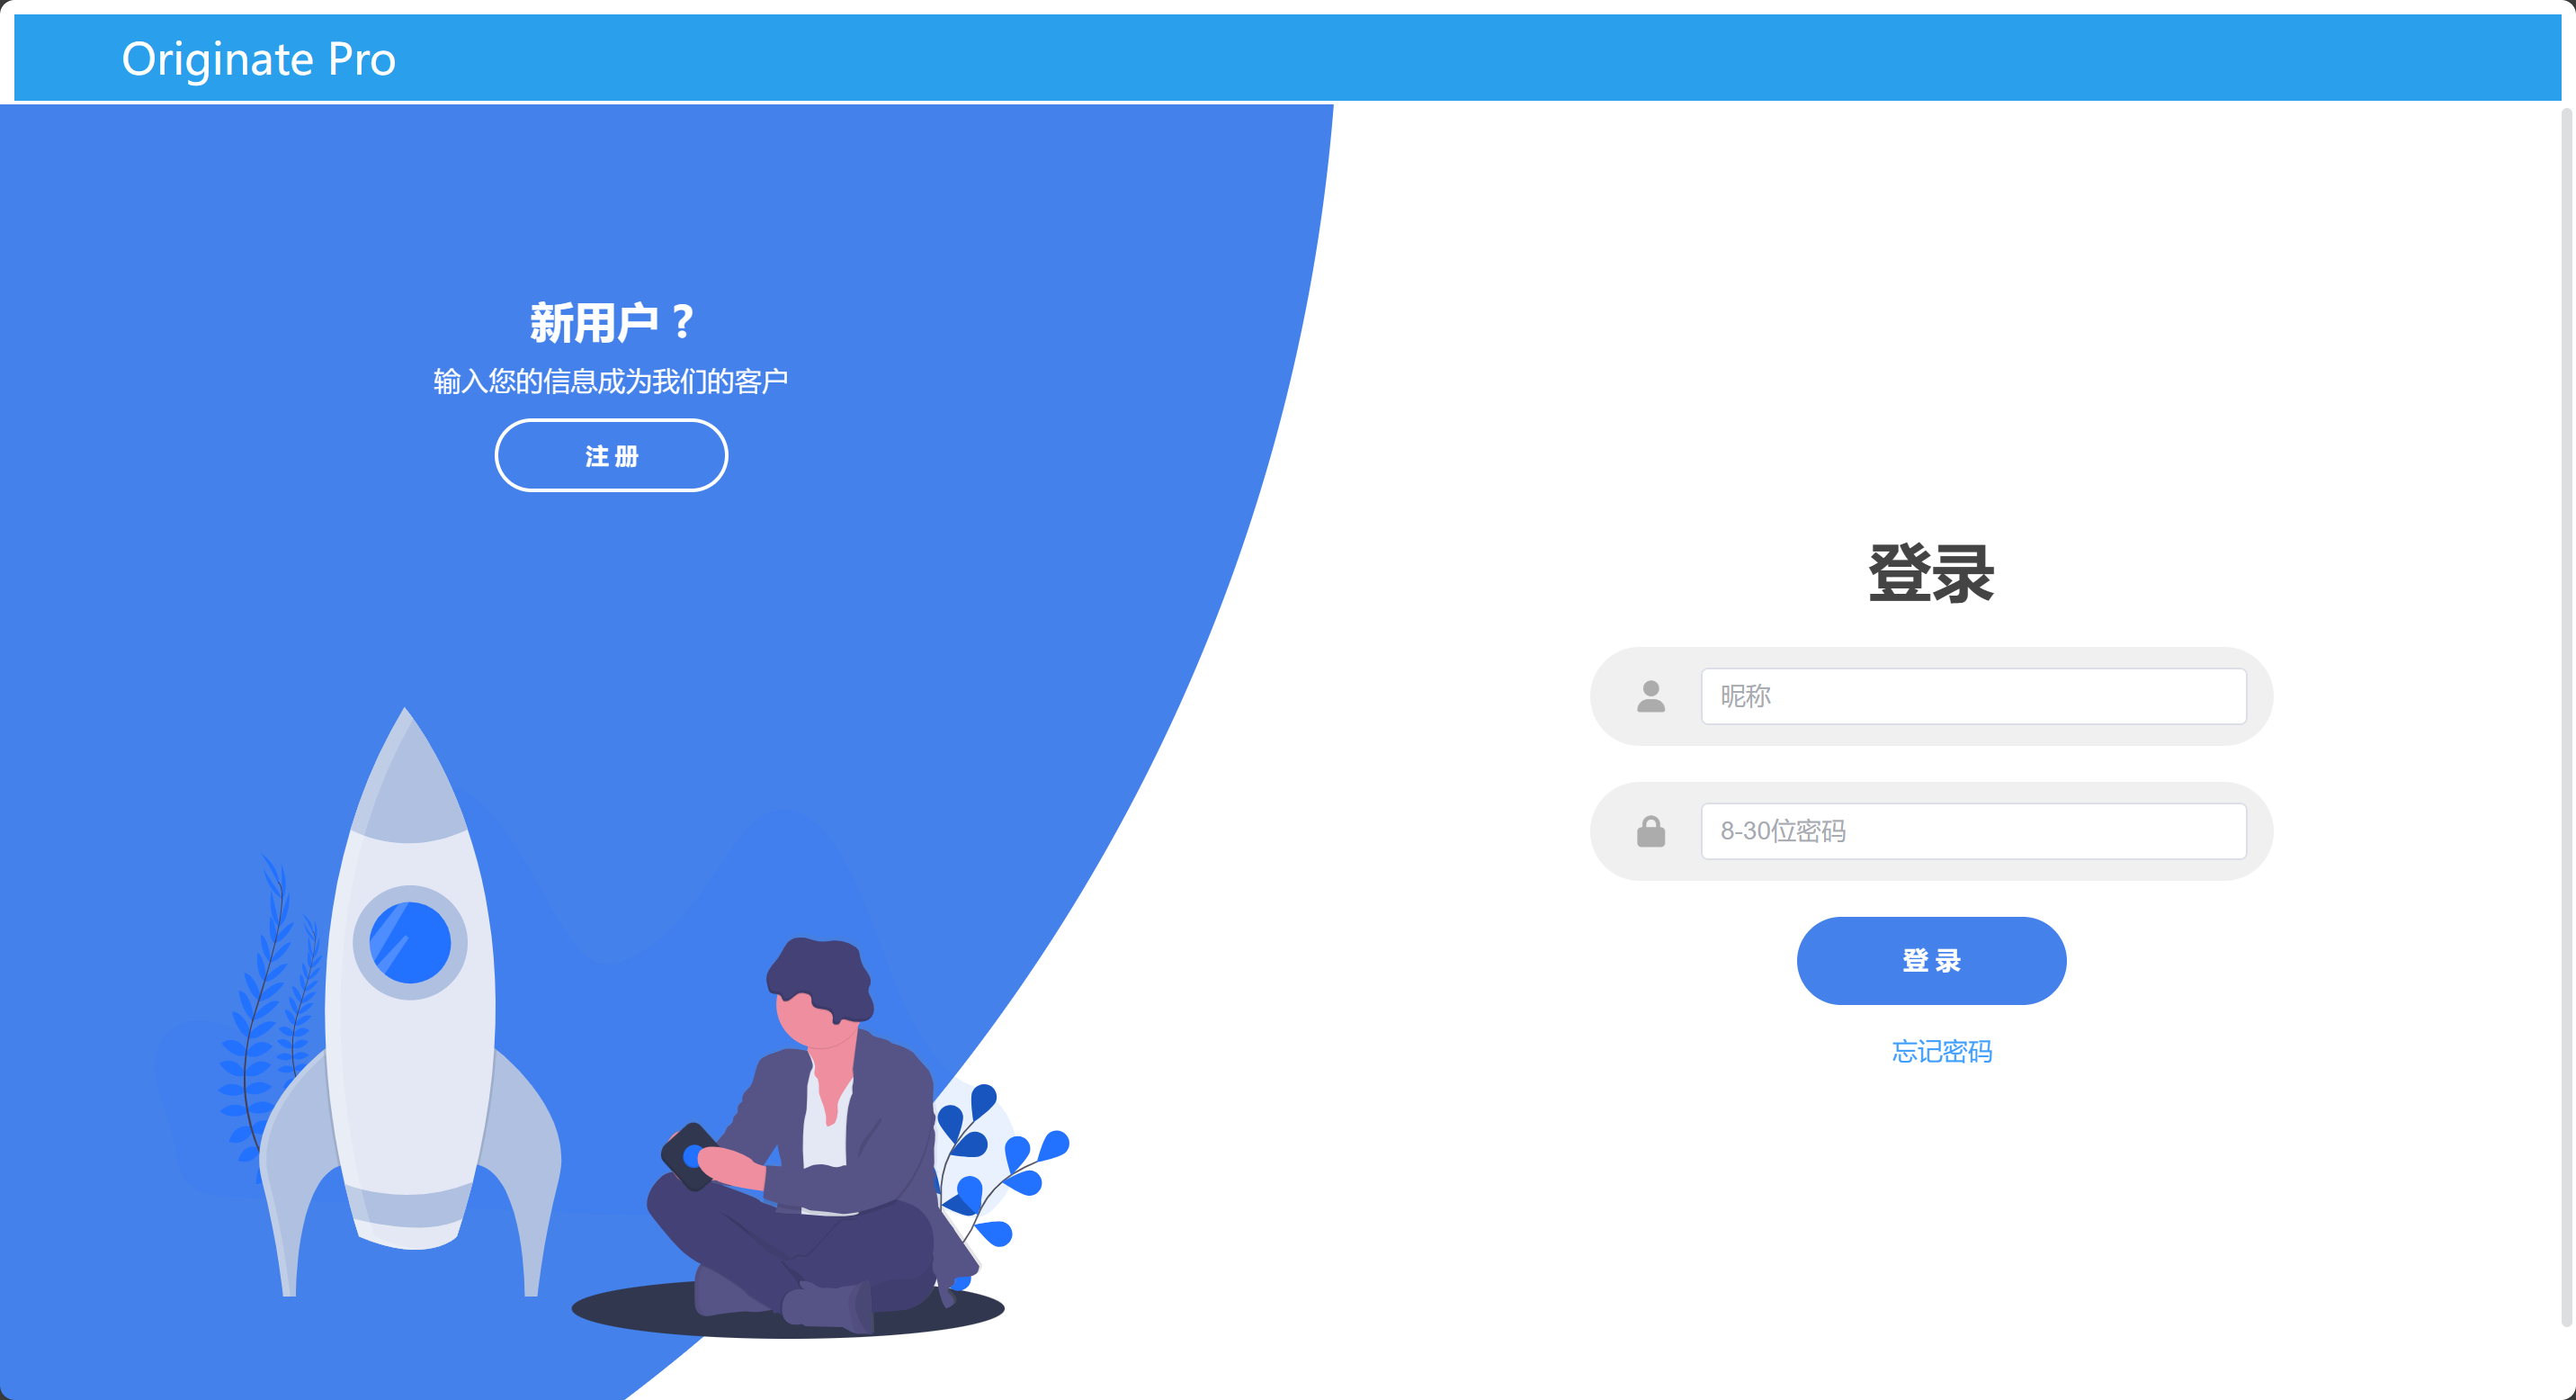 Originate Pro
新用户？
输入您的信息成为我们的客户
注册
登录
昵称
8-30位密码
登录
忘记密码